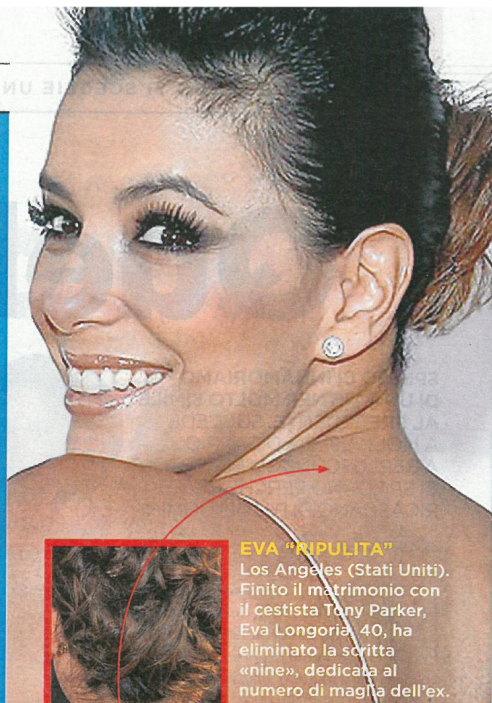 EVA “RIPULITA”
Los Angeles (Stati Uniti).
Finito il matrimonio con
il cestista Tony Parker,
Eva Longoria, 40, ha
eliminato la scritta
«nine», dedicata al
numero di maglia dell’ex.